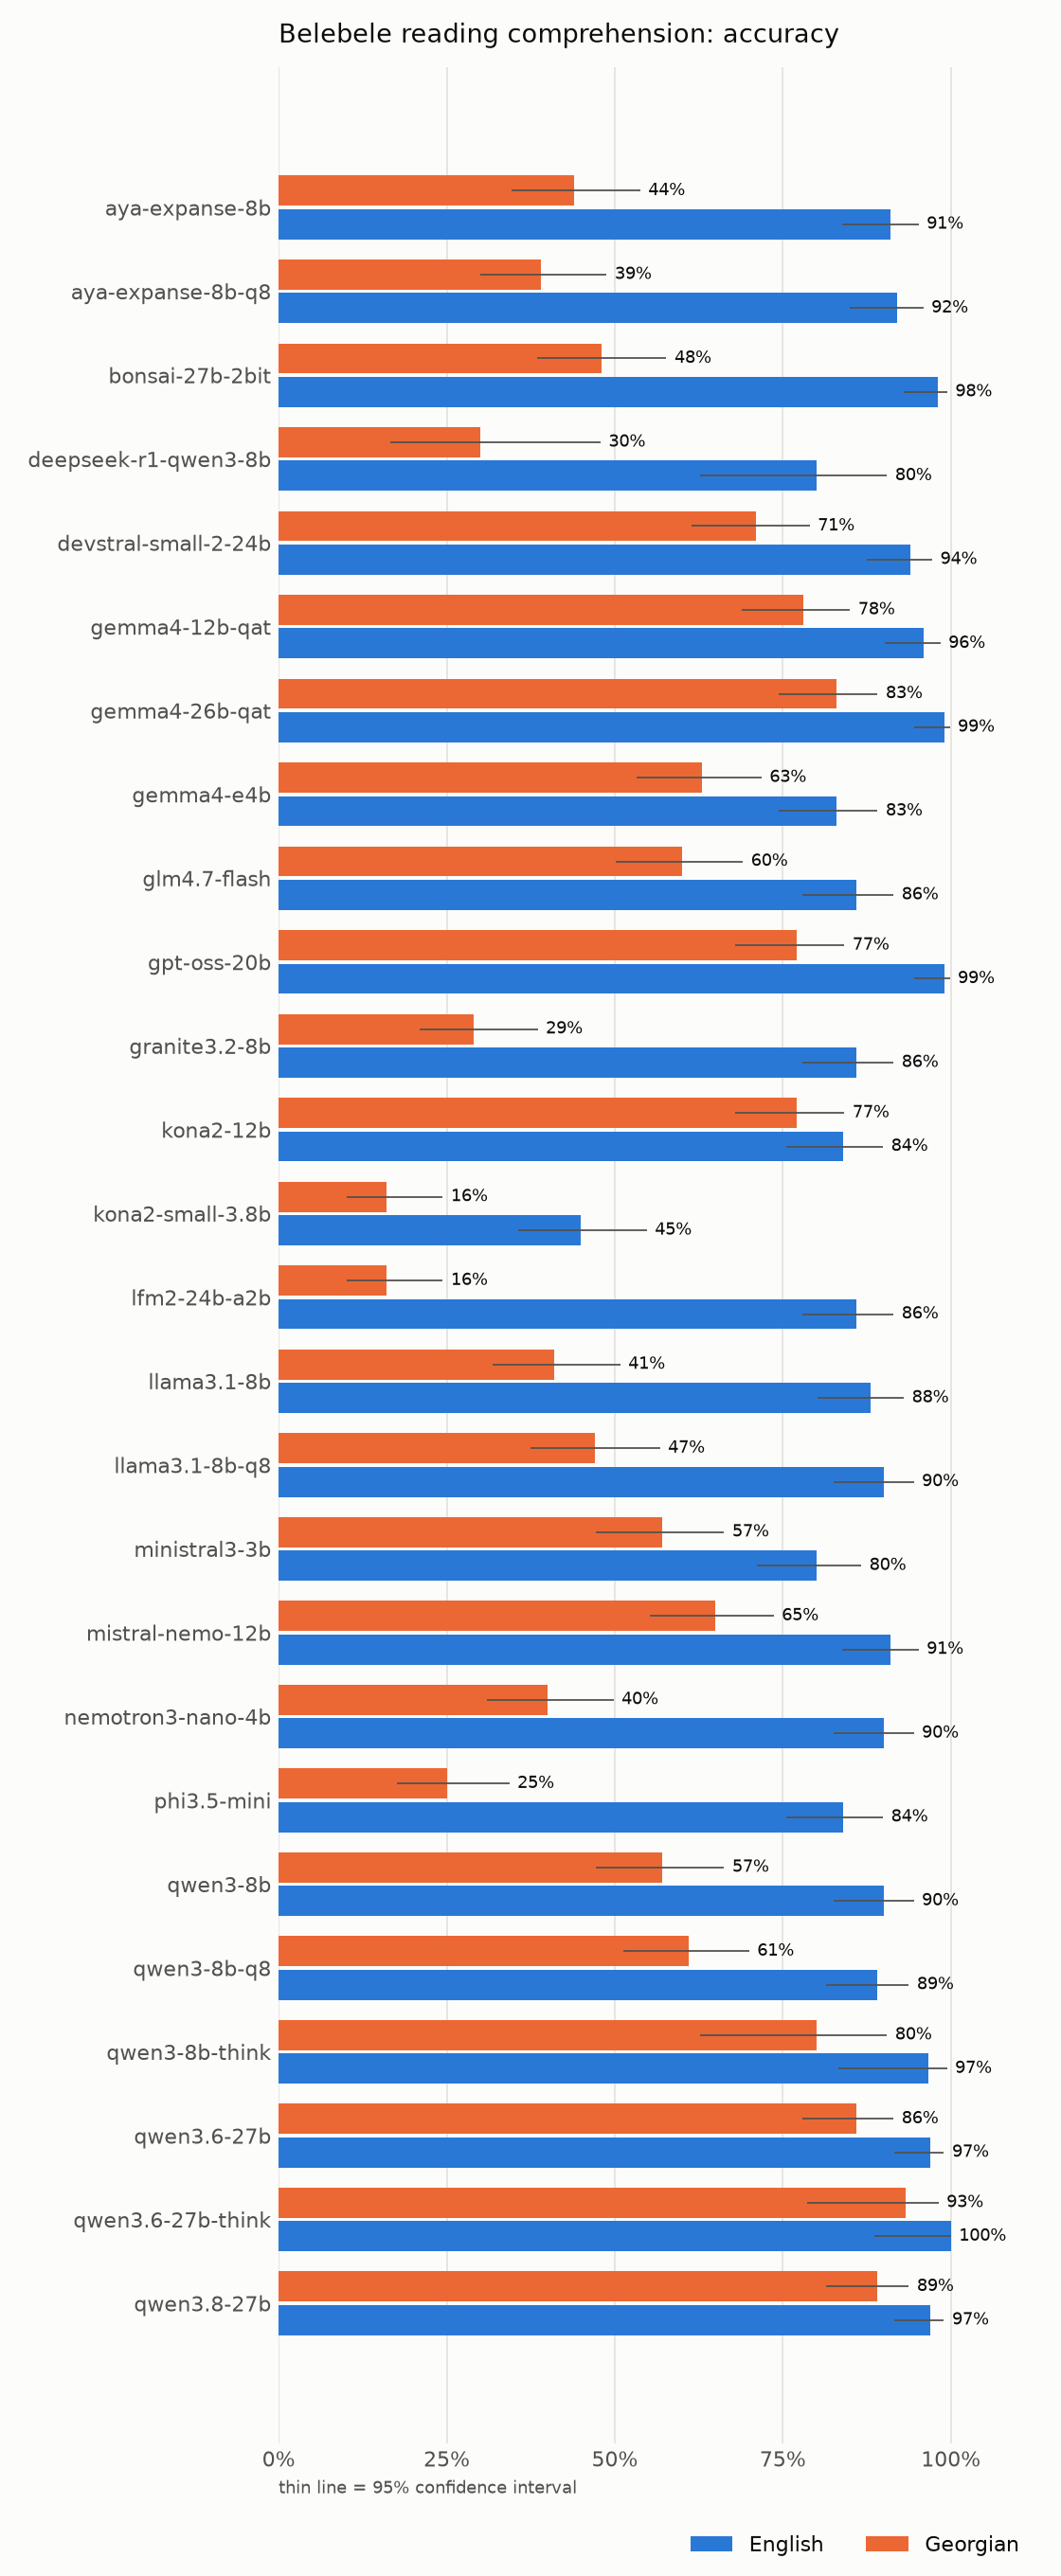 Belebele reading comprehension: accuracy
44%
aya-expanse-8b
91%
39%
aya-expanse-8b-q8
92%
48%
bonsai-27b-2bit
98%
30%
deepseek-r1-qwen3-8b
80%
71%
devstral-small-2-24b
94%
78%
gemma4-12b-qat
96%
83%
gemma4-26b-qat
99%
63%
gemma4-e4b
83%
60%
glm4.7-flash
86%
77%
gpt-oss-20b
99%
29%
granite3.2-8b
86%
77%
kona2-12b
84%
16%
kona2-small-3.8b
45%
16%
lfm2-24b-a2b
86%
41%
llama3.1-8b
88%
47%
llama3.1-8b-q8
90%
57%
ministral3-3b
80%
65%
mistral-nemo-12b
91%
40%
nemotron3-nano-4b
90%
25%
phi3.5-mini
84%
57%
qwen3-8b
90%
61%
qwen3-8b-q8
89%
80%
qwen3-8b-think
97%
86%
qwen3.6-27b
97%
93%
qwen3.6-27b-think
100%
89%
qwen3.8-27b
97%
0% 25% 50% 75% 100%
thin line = 95% confidence interval
English Georgian